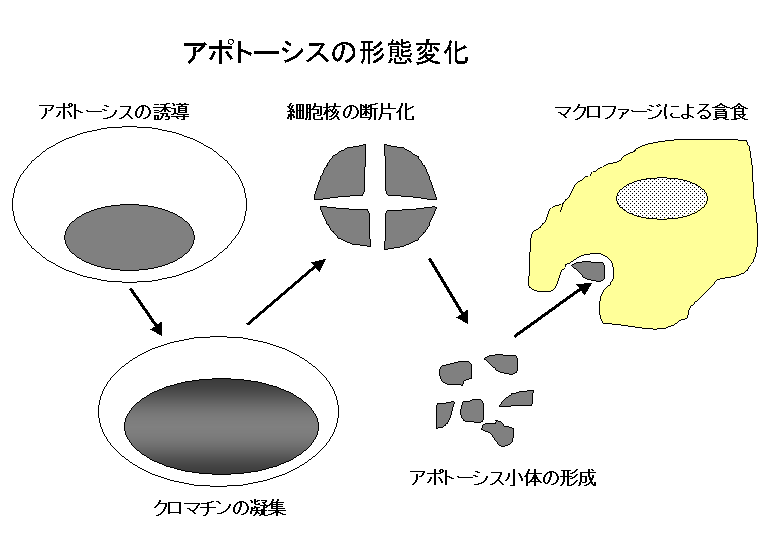 アポトーシスの形態変化
アポトーシスの誘導
細胞核の断片化
マクロファージによる貪食
アポトーシス小体の形成
クロマチンの凝集